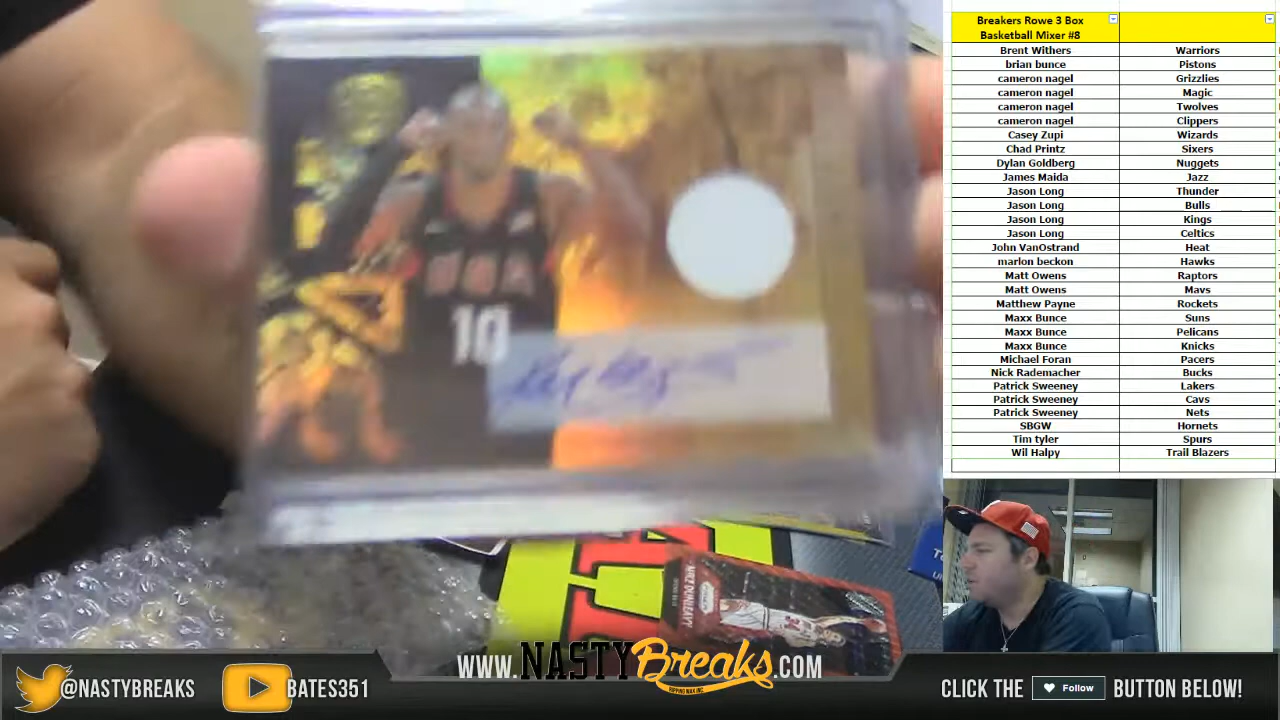 Breakers Rowe 3 Box
Basketball Mixer #8
Brent Withers Warriors
brian bunce Pistons
cameron nagel Grizzlies
cameron nagel Magic
cameron nagel Twolves
cameron nagel Clippers
Casey Zupi Wizards
Chad Printz Sixers
Dylan Goldberg Nuggets
James Maida Jazz
Jason Long Thunder
Jason Long Bulls
Jason Long Kings
Jason Long Celtics
John VanOstrand Heat
marlon beckon Hawks
Matt Owens Raptors
Matt Owens Mavs
Matthew Payne Rockets
Maxx Bunce Suns
Maxx Bunce Pelicans
Maxx Bunce Knicks
Michael Foran Pacers
Nick Rademacher Bucks
Patrick Sweeney Lakers
Patrick Sweeney Cavs
Patrick Sweeney Nets
SBGW Hornets
Tim tyler Spurs
Wil Halpy Trail Blazers
USA
10
MIKE DUNLEAVY
@NASTYBREAKS
BATES351
WWW.NASTYBreaks.COM
RIPPING WAX INC
CLICK THE Follow BUTTON BELOW!